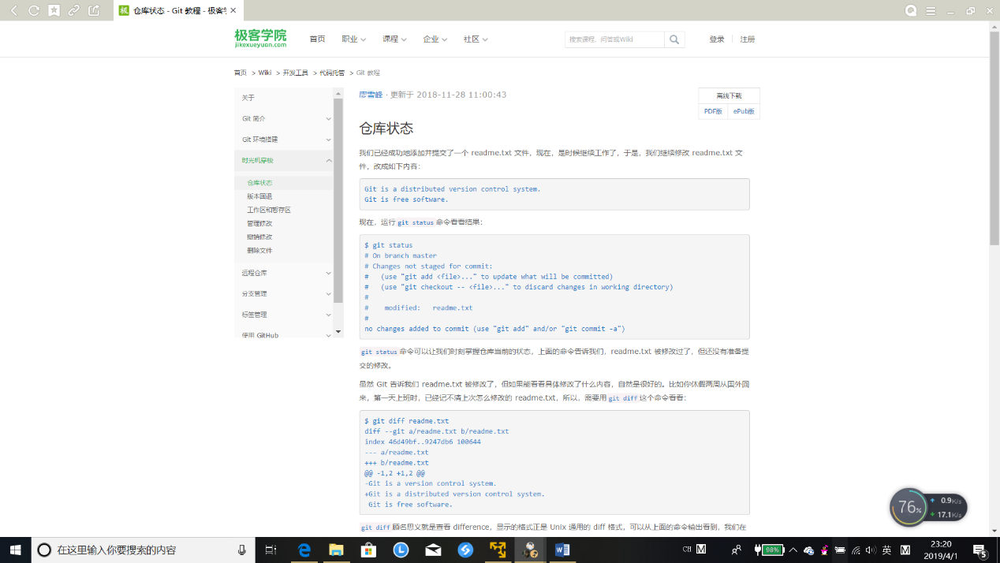 仓库状态 - Git 教程 - 极客学
极客学院
jikexueyuan.com
首页 职业 课程 企业 社区
搜索课程、问答或Wiki
登录 注册
首页 > Wiki > 开发工具 > 代码托管 > Git 教程
关于
Git 简介
Git 环境搭建
时光机穿梭
仓库状态
版本回退
工作区和暂存区
管理修改
撤销修改
删除文件
远程仓库
分支管理
标签管理
使用 GitHub
廖雪峰 · 更新于 2018-11-28 11:00:43
离线下载
PDF版 ePub版
仓库状态
我们已经成功地添加并提交了一个 readme.txt 文件，现在，是时候继续工作了，于是，我们继续修改 readme.txt 文
件，改成如下内容：
Git is a distributed version control system.
Git is free software.
现在，运行 git status 命令看看结果：
$ git status
# On branch master
# Changes not staged for commit:
#   (use "git add <file>..." to update what will be committed)
#   (use "git checkout -- <file>..." to discard changes in working directory)
#
#    modified:   readme.txt
#
no changes added to commit (use "git add" and/or "git commit -a")
git status 命令可以让我们时刻掌握仓库当前的状态，上面的命令告诉我们，readme.txt 被修改过了，但还没有准备提
交的修改。
虽然 Git 告诉我们 readme.txt 被修改了，但如果能看看具体修改了什么内容，自然是很好的。比如你休假两周从国外回
来，第一天上班时，已经记不清上次怎么修改的 readme.txt，所以，需要用 git diff 这个命令看看：
$ git diff readme.txt
diff --git a/readme.txt b/readme.txt
index 46d49bf..9247db6 100644
--- a/readme.txt
+++ b/readme.txt
@@ -1,2 +1,2 @@
-Git is a version control system.
+Git is a distributed version control system.
 Git is free software.
git diff 顾名思义就是查看 difference，显示的格式正是 Unix 通用的 diff 格式，可以从上面的命令输出看到，我们在
76%
0.9K/s
17.1K/s
在这里输入你要搜索的内容
CH M
98%
英 M
23:20
2019/4/1
5